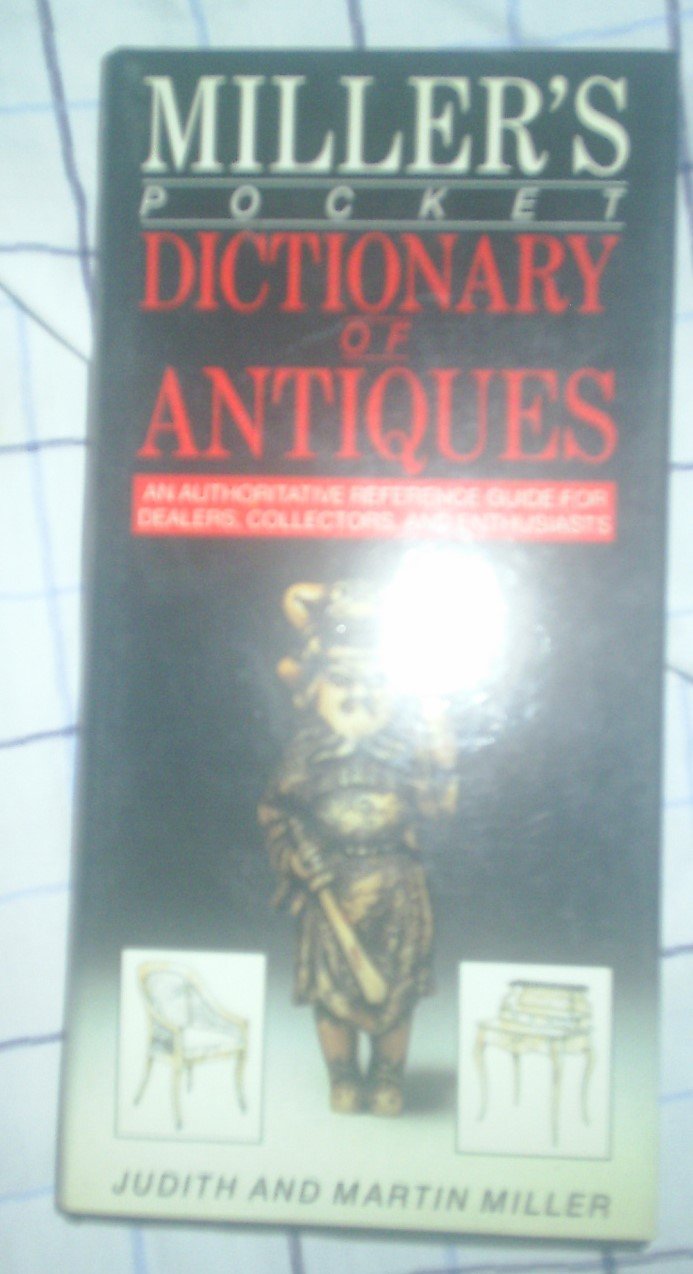 MILLER'S
POCKET
DICTIONARY
OF
ANTIQUES
AN AUTHORITATIVE REFERENCE GUIDE FOR
DEALERS, COLLECTORS, AND ENTHUSIASTS
JUDITH AND MARTIN MILLER